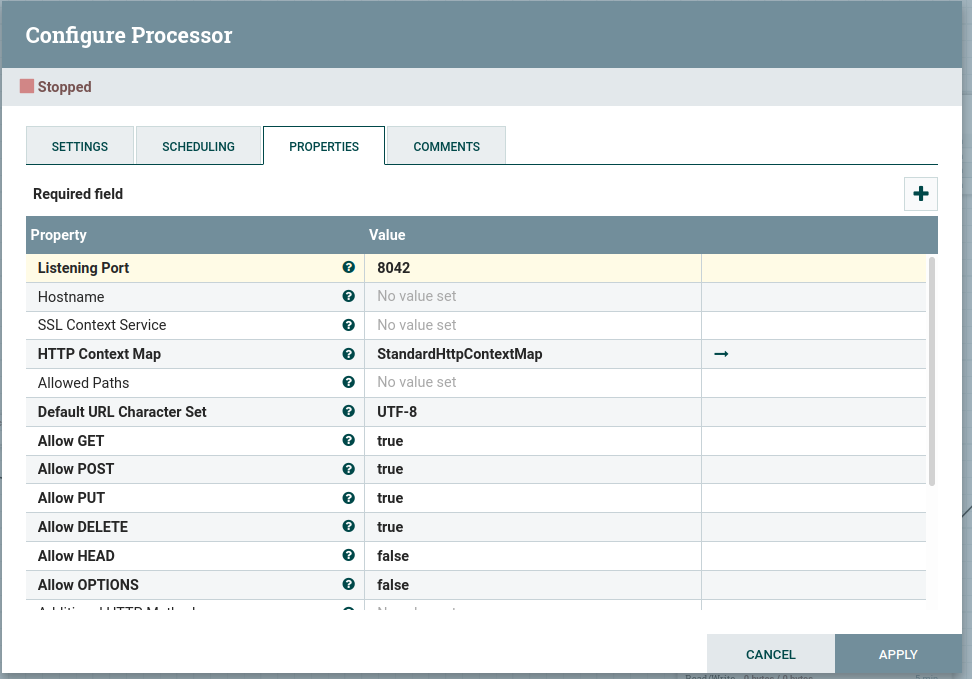 Configure Processor
Stopped
SETTINGS SCHEDULING PROPERTIES COMMENTS
Required field
Property Value
Listening Port 8042
Hostname No value set
SSL Context Service No value set
HTTP Context Map StandardHttpContextMap
Allowed Paths No value set
Default URL Character Set UTF-8
Allow GET true
Allow POST true
Allow PUT true
Allow DELETE true
Allow HEAD false
Allow OPTIONS false
CANCEL APPLY